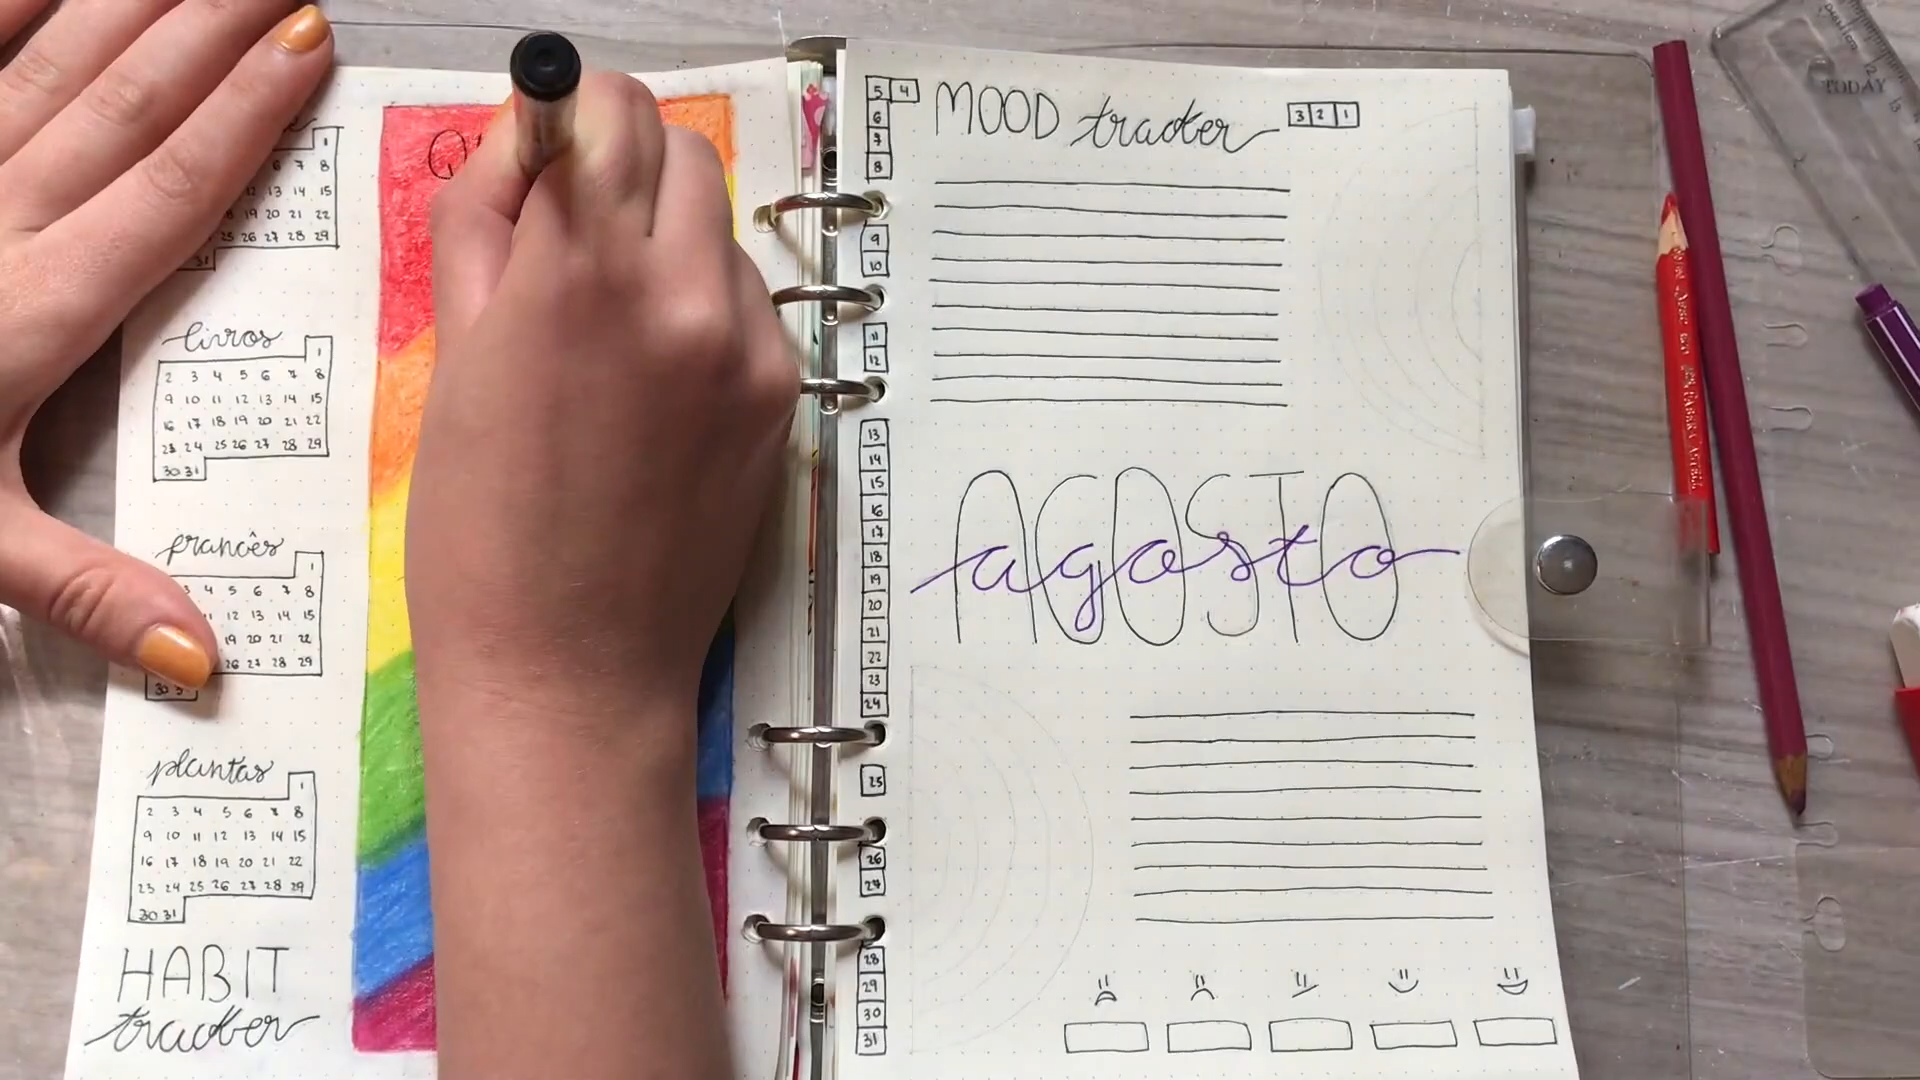 1
6 7 8
12 13 14 15
19 20 21 22
25 26 27 28 29
31
livros
1
2 3 4 5 6 7 8
9 10 11 12 13 14 15
16 17 18 19 20 21 22
23 24 25 26 27 28 29
30 31
francês
1
3 4 5 6 7 8
11 12 13 14 15
19 20 21 22
26 27 28 29
30
plantas
1
2 3 4 5 6 7 8
9 10 11 12 13 14 15
16 17 18 19 20 21 22
23 24 25 26 27 28 29
30 31
HABIT
tracker
MOOD tracker
3 2 1
5 4
6
7
8
9
10
11
12
13
14
15
16
17
18
19
20
21
22
23
24
25
26
27
28
29
30
31
AGOSTO
agosto
FABER CASTELL
TODAY